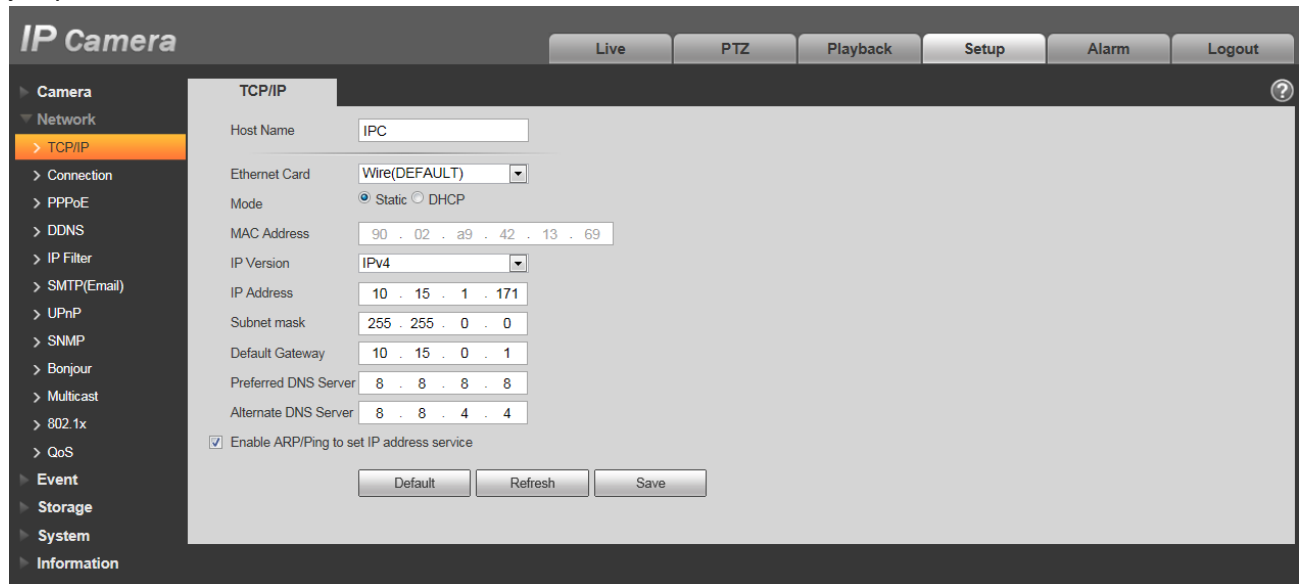 IP Camera
Live PTZ Playback Setup Alarm Logout
Camera
Network
TCP/IP
Connection
PPPoE
DDNS
IP Filter
SMTP(Email)
UPnP
SNMP
Bonjour
Multicast
802.1x
QoS
Event
Storage
System
Information
TCP/IP
?
Host Name IPC
Ethernet Card Wire(DEFAULT)
Mode Static DHCP
MAC Address 90 . 02 . a9 . 42 . 13 . 69
IP Version IPv4
IP Address 10 . 15 . 1 . 171
Subnet mask 255 . 255 . 0 . 0
Default Gateway 10 . 15 . 0 . 1
Preferred DNS Server 8 . 8 . 8 . 8
Alternate DNS Server 8 . 8 . 4 . 4
Enable ARP/Ping to set IP address service
Default Refresh Save